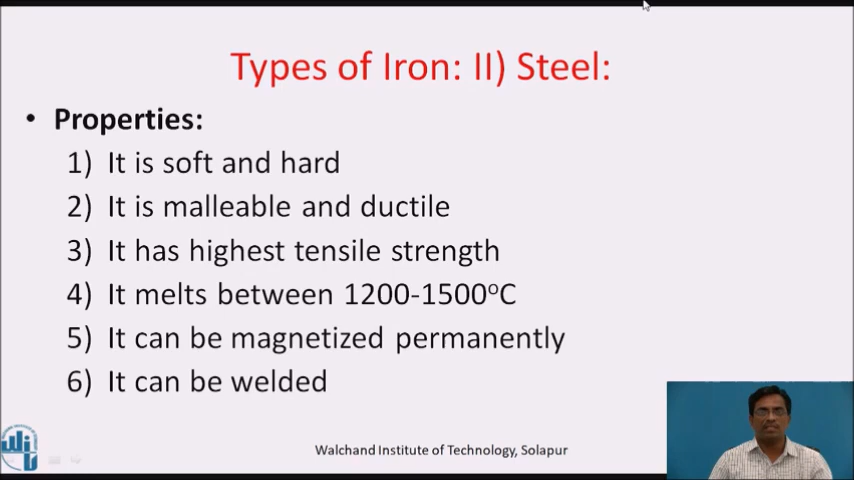 Types of Iron: II) Steel:
• Properties:
1) It is soft and hard
2) It is malleable and ductile
3) It has highest tensile strength
4) It melts between 1200-1500ºC
5) It can be magnetized permanently
6) It can be welded
Walchand Institute of Technology, Solapur